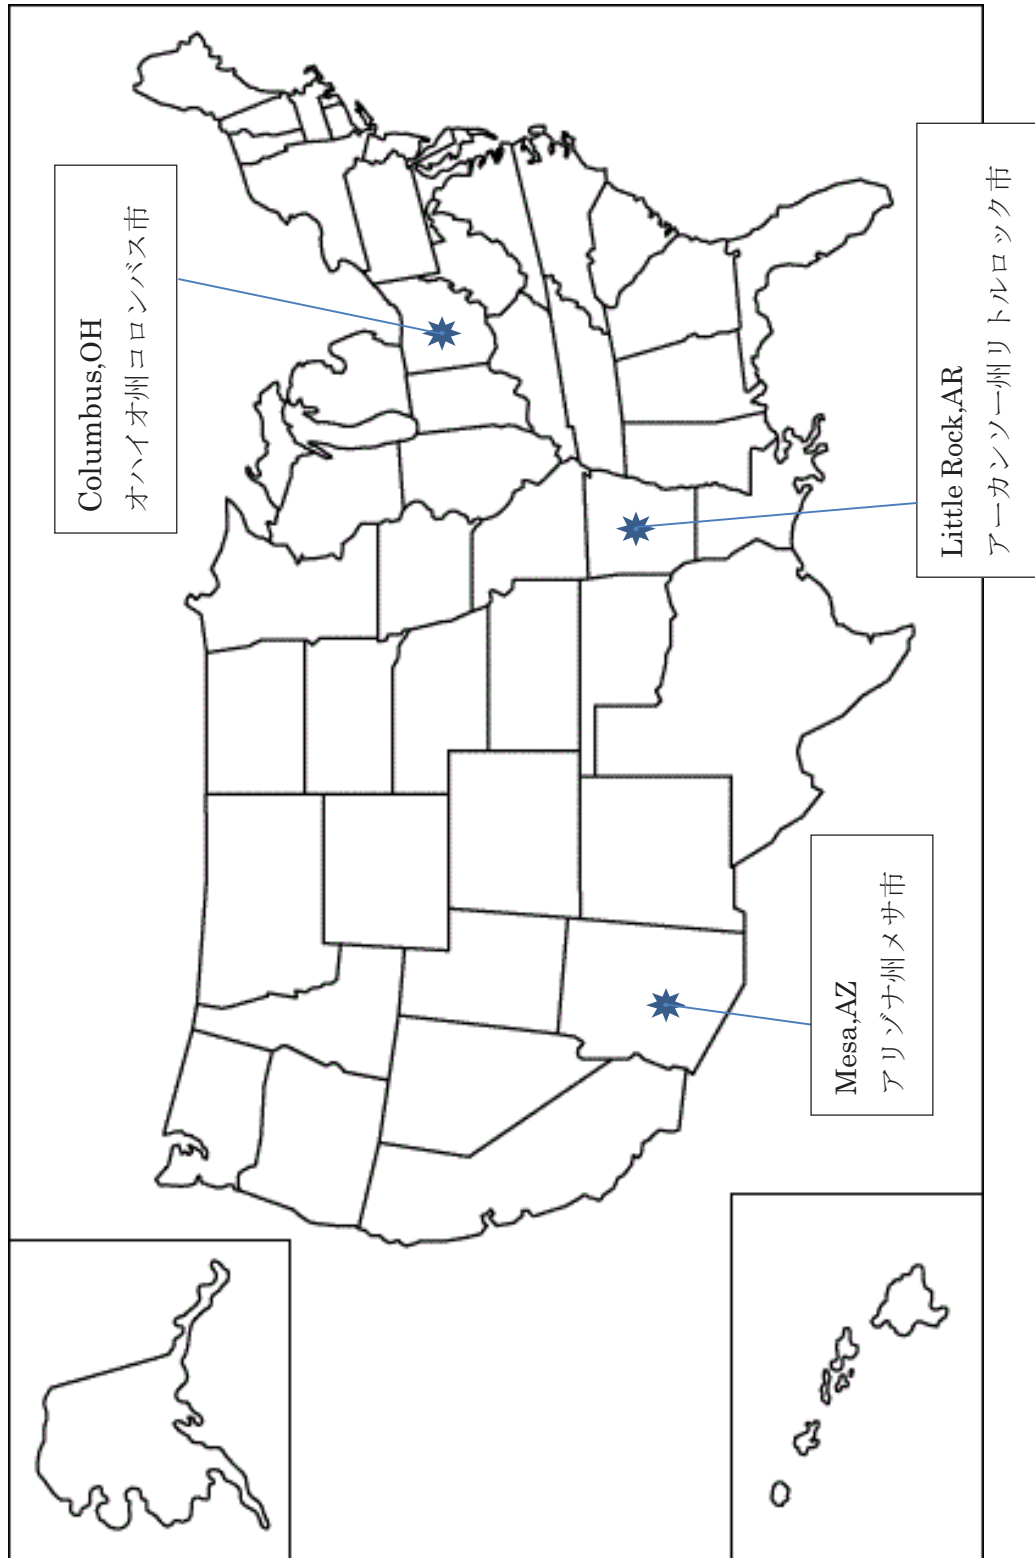 Columbus,OH
オハイオ州コロンバス市
Little Rock,AR
アーカンソー州リトルロック市
Mesa,AZ
アリゾナ州メサ市